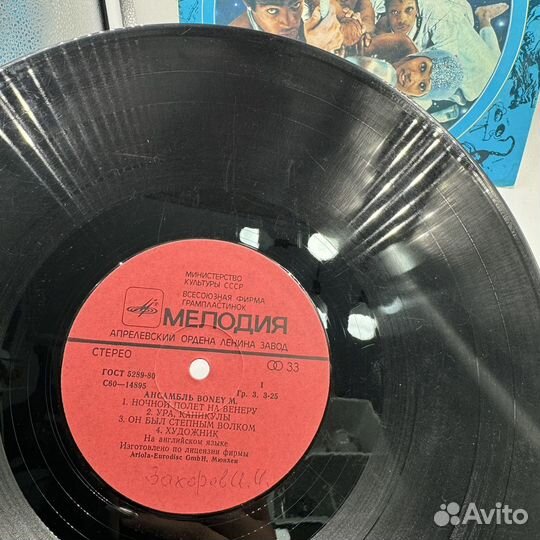 МИНИСТЕРСТВО
КУЛЬТУРЫ СССР
ВСЕСОЮЗНАЯ ФИРМА
ГРАМПЛАСТИНОК
МЕЛОДИЯ
АПРЕЛЕВСКИЙ ОРДЕНА ЛЕНИНА ЗАВОД
СТЕРЕО
33
ГОСТ 5289-80
С60—14895
1
Гр. 3. 3-25
АНСАМБЛЬ BONEY M.
1. НОЧНОЙ ПОЛЕТ НА ВЕНЕРУ
2. УРА, КАНИКУЛЫ
3. ОН БЫЛ СТЕПНЫМ ВОЛКОМ
4. ХУДОЖНИК
На английском языке
Изготовлено по лицензии фирмы
Ariola-Eurodisc GmbH., Мюнхен
Захаров И.И.
Avito